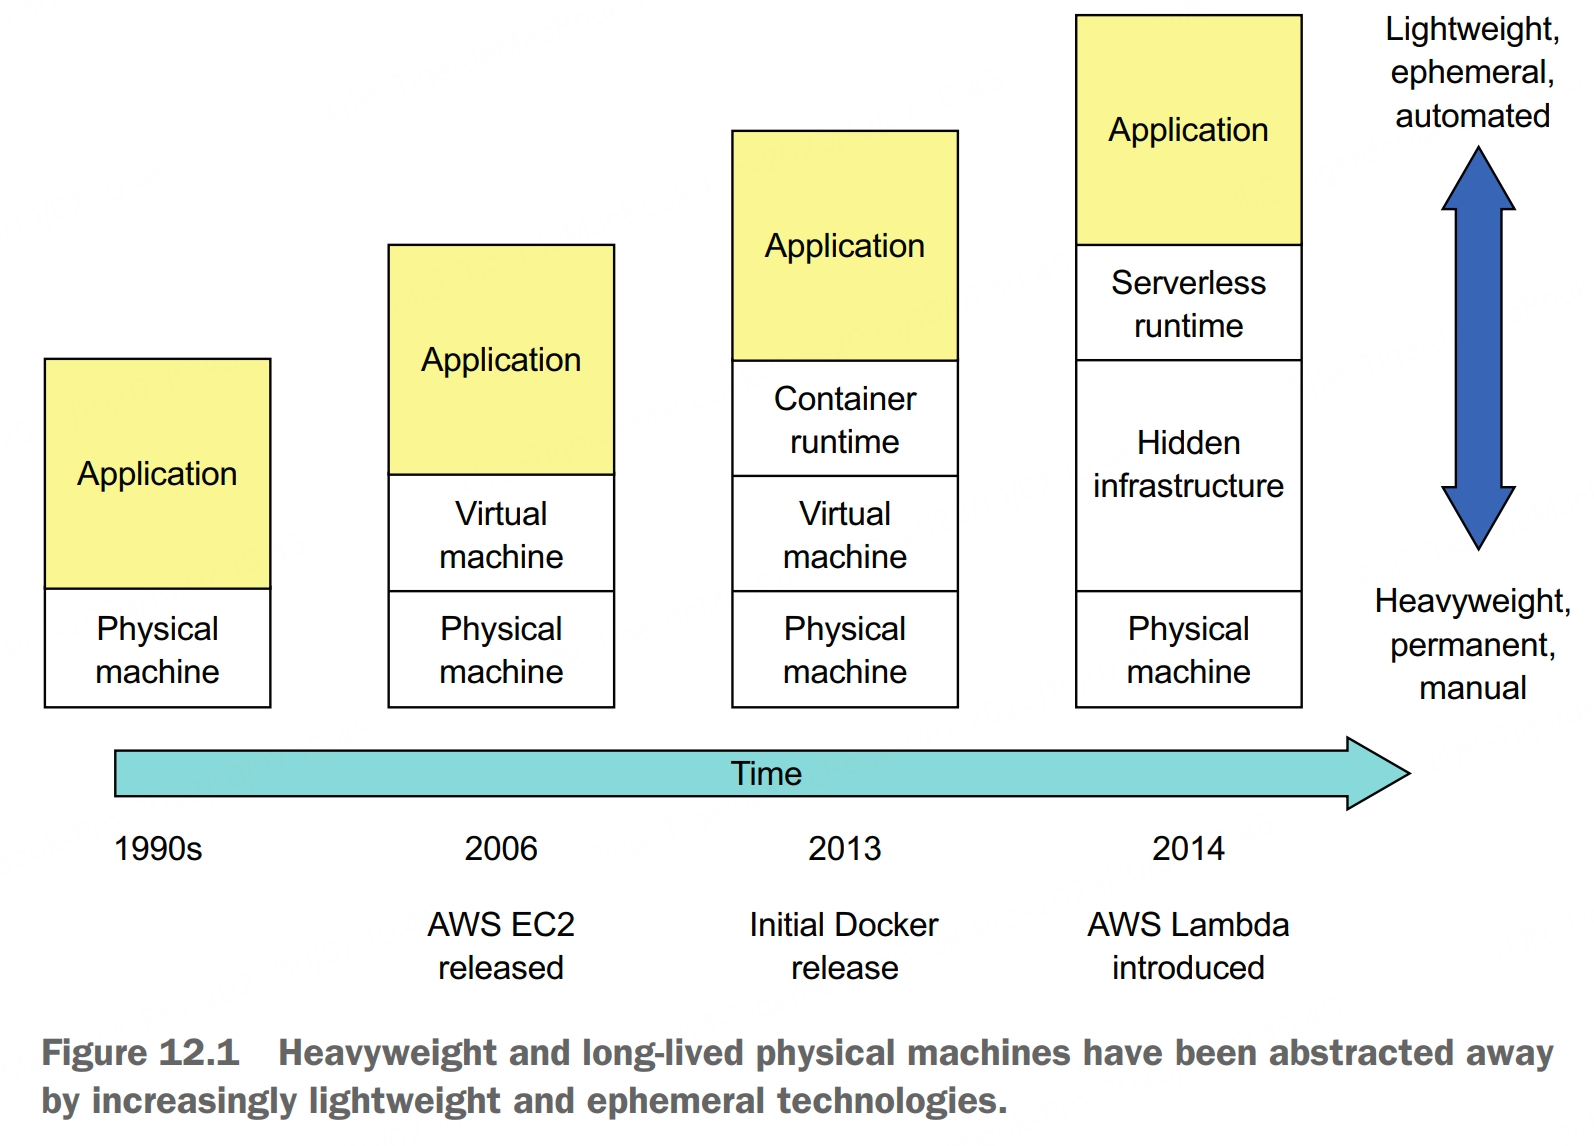 Lightweight,
ephemeral,
automated
Application
Serverless
runtime
Hidden
infrastructure
Physical
machine
Application
Container
runtime
Virtual
machine
Physical
machine
Application
Virtual
machine
Physical
machine
Application
Physical
machine
Heavyweight,
permanent,
manual
Time
1990s
2006
2013
2014
AWS EC2
released
Initial Docker
release
AWS Lambda
introduced
Figure 12.1 Heavyweight and long-lived physical machines have been abstracted away
by increasingly lightweight and ephemeral technologies.